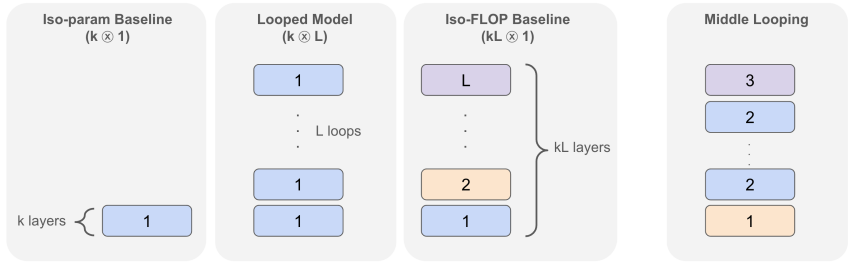 Iso-param Baseline
(k ⊗ 1)
k layers
1
Looped Model
(k ⊗ L)
1
L loops
1
1
Iso-FLOP Baseline
(kL ⊗ 1)
L
2
1
kL layers
Middle Looping
3
2
2
1